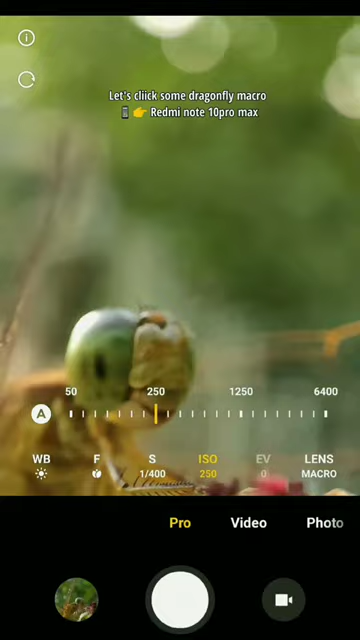 Let's cliick some dragonfly macro
📱👉 Redmi note 10pro max
50 250 1250 6400
A
WB F S ISO EV LENS
1/400 250 0 MACRO
Pro Video Photo